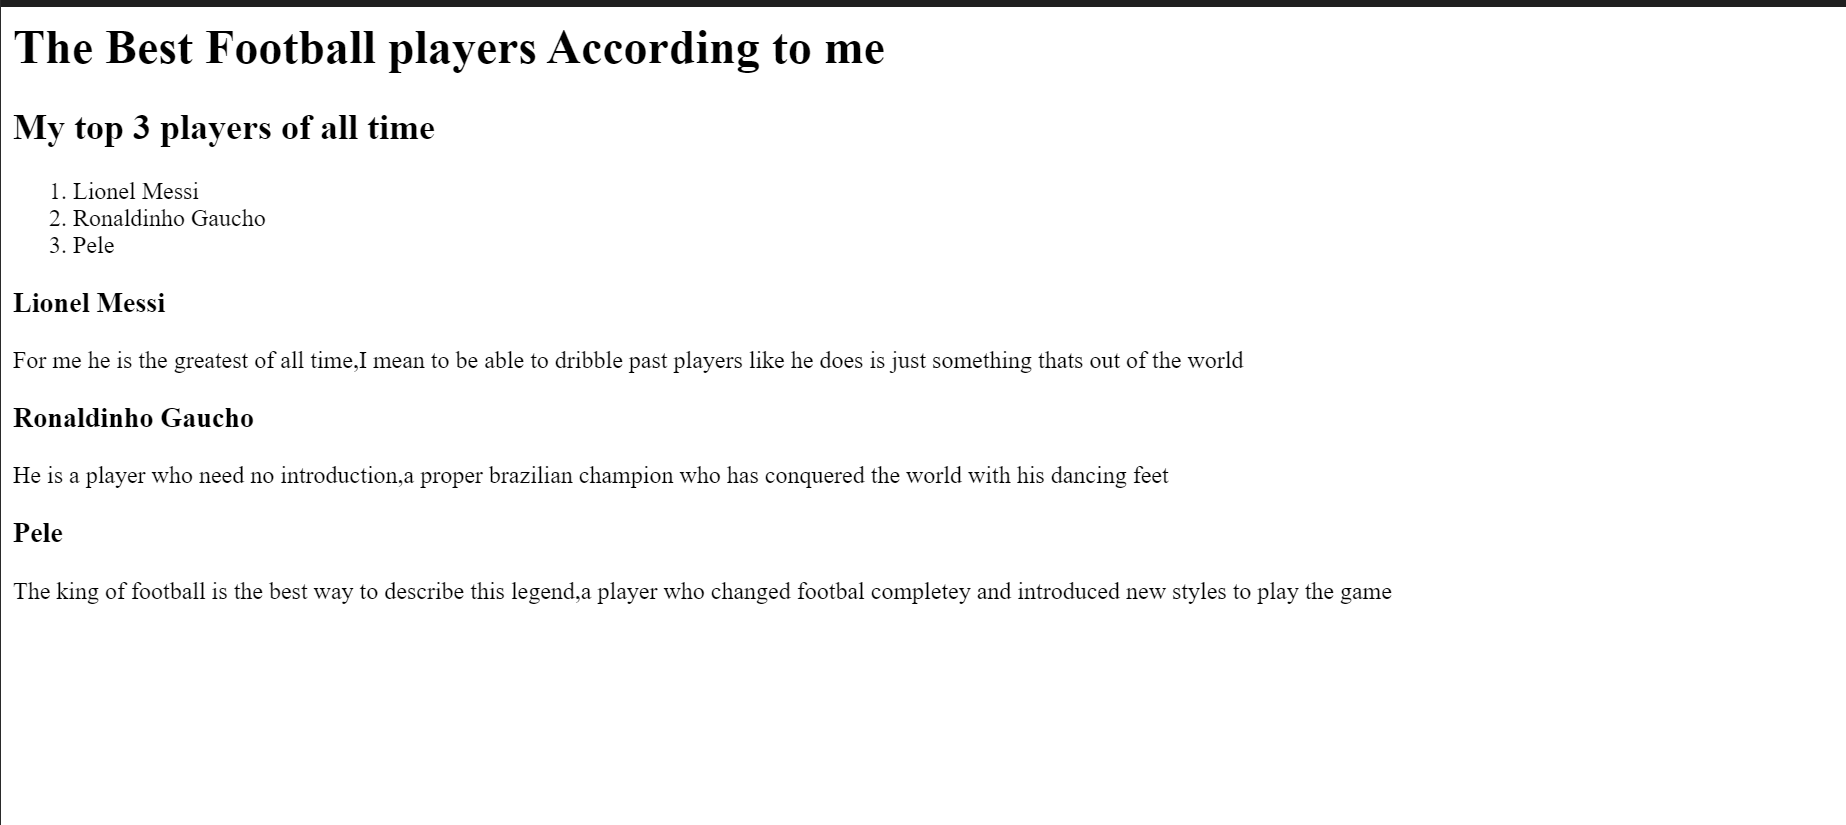 The Best Football players According to me
My top 3 players of all time
1. Lionel Messi
2. Ronaldinho Gaucho
3. Pele
Lionel Messi
For me he is the greatest of all time,I mean to be able to dribble past players like he does is just something thats out of the world
Ronaldinho Gaucho
He is a player who need no introduction,a proper brazilian champion who has conquered the world with his dancing feet
Pele
The king of football is the best way to describe this legend,a player who changed footbal completey and introduced new styles to play the game